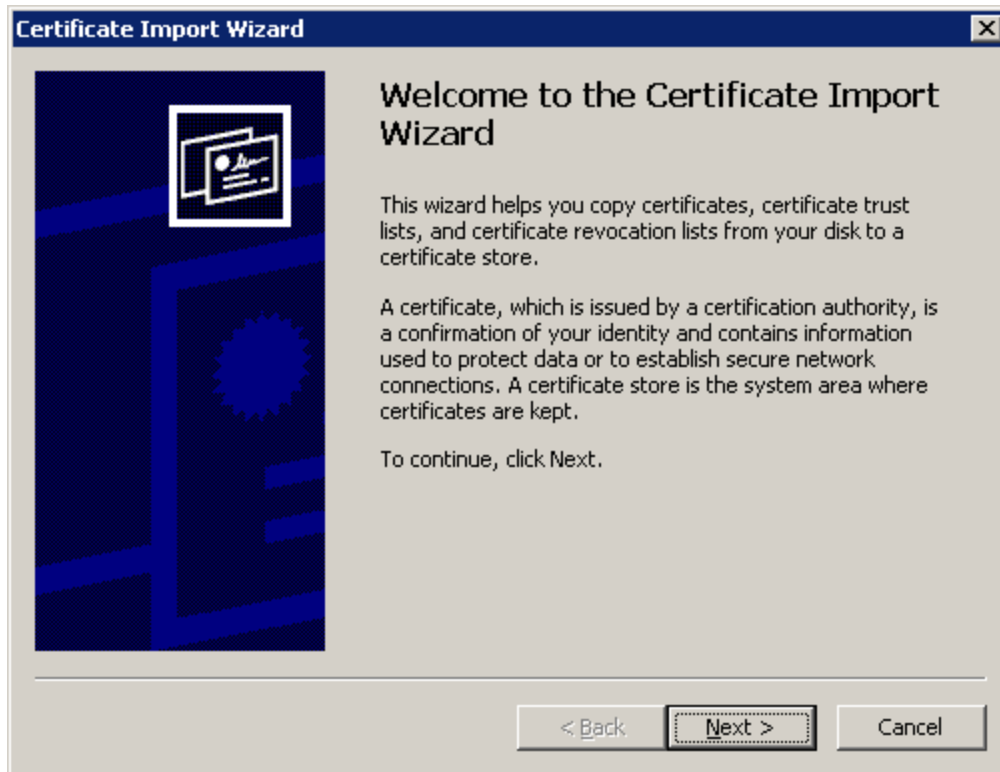 Certificate Import Wizard
Welcome to the Certificate Import
Wizard
This wizard helps you copy certificates, certificate trust
lists, and certificate revocation lists from your disk to a
certificate store.
A certificate, which is issued by a certification authority, is
a confirmation of your identity and contains information
used to protect data or to establish secure network
connections. A certificate store is the system area where
certificates are kept.
To continue, click Next.
< Back
Next >
Cancel